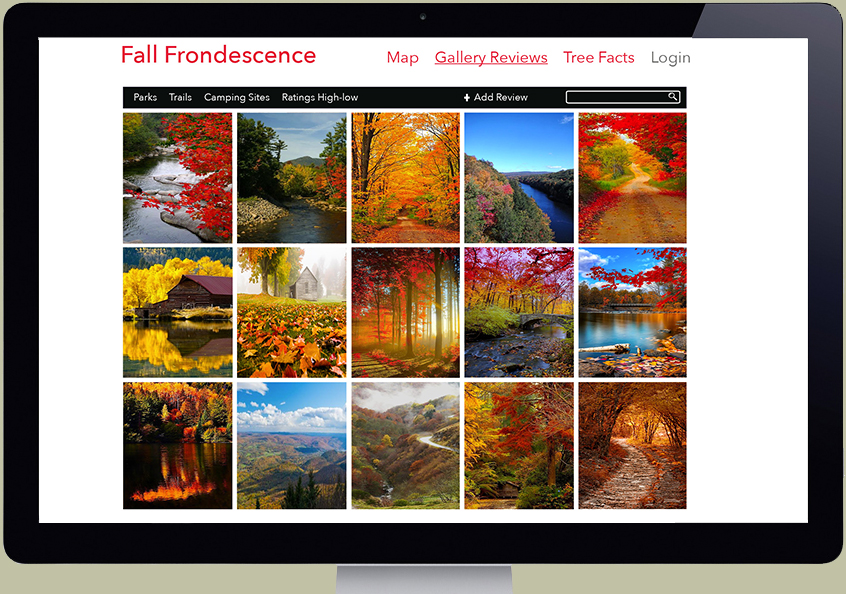 Fall Frondescence
Map Gallery Reviews Tree Facts Login
Parks Trails Camping Sites Ratings High-low + Add Review